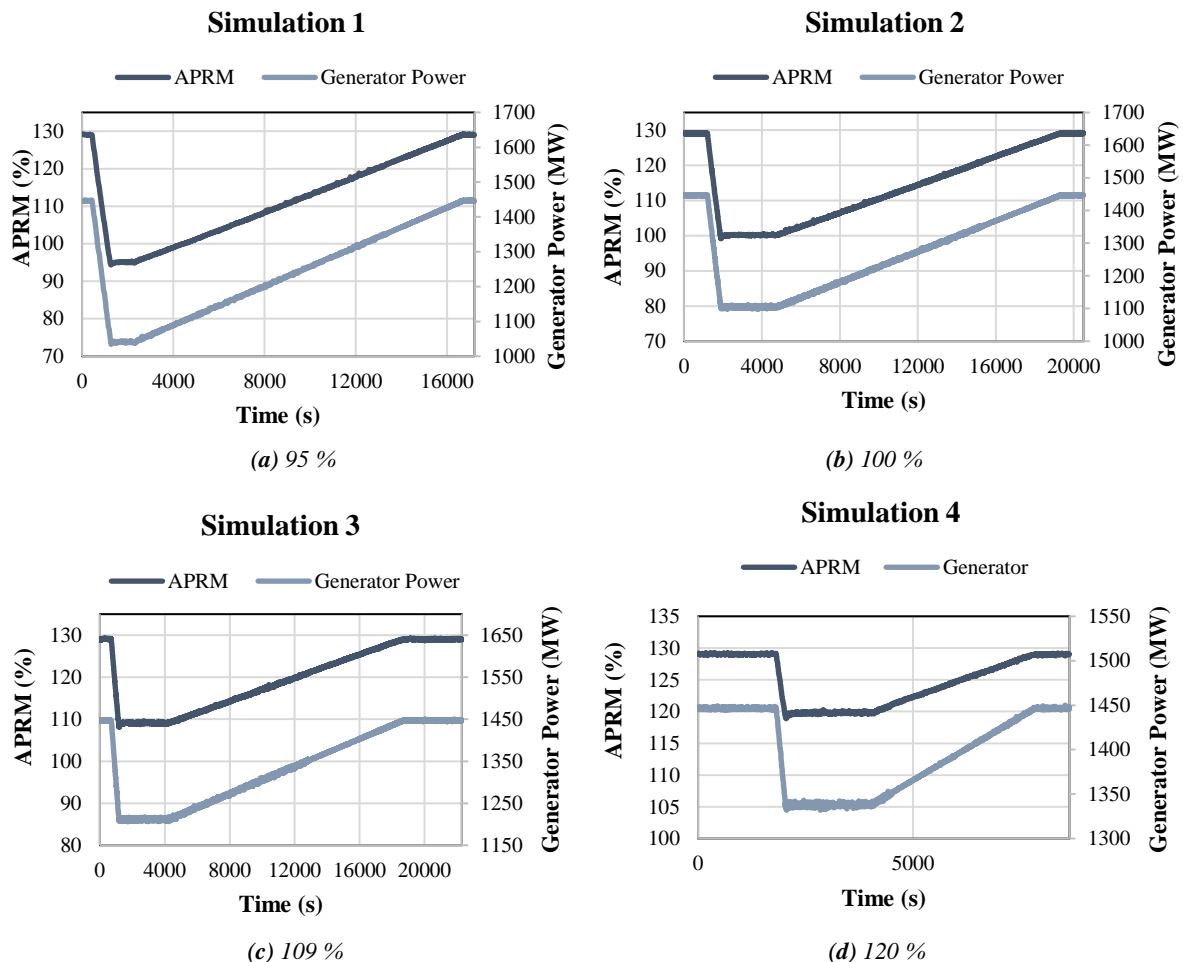 Simulation 1
APRM Generator Power
130
120
110
100
90
80
70
APRM (%)
1700
1600
1500
1400
1300
1200
1100
1000
Generator Power (MW)
0 4000 8000 12000 16000
Time (s)
(a) 95 %
Simulation 2
APRM Generator Power
130
120
110
100
90
80
70
APRM (%)
1700
1600
1500
1400
1300
1200
1100
1000
Generator Power (MW)
0 4000 8000 12000 16000 20000
Time (s)
(b) 100 %
Simulation 3
APRM Generator Power
130
120
110
100
90
80
APRM (%)
1650
1550
1450
1350
1250
1150
Generator Power (MW)
0 4000 8000 12000 16000 20000
Time (s)
(c) 109 %
Simulation 4
APRM Generator
135
130
125
120
115
110
105
100
APRM (%)
1550
1500
1450
1400
1350
1300
Generator Power (MW)
0 5000
Time (s)
(d) 120 %